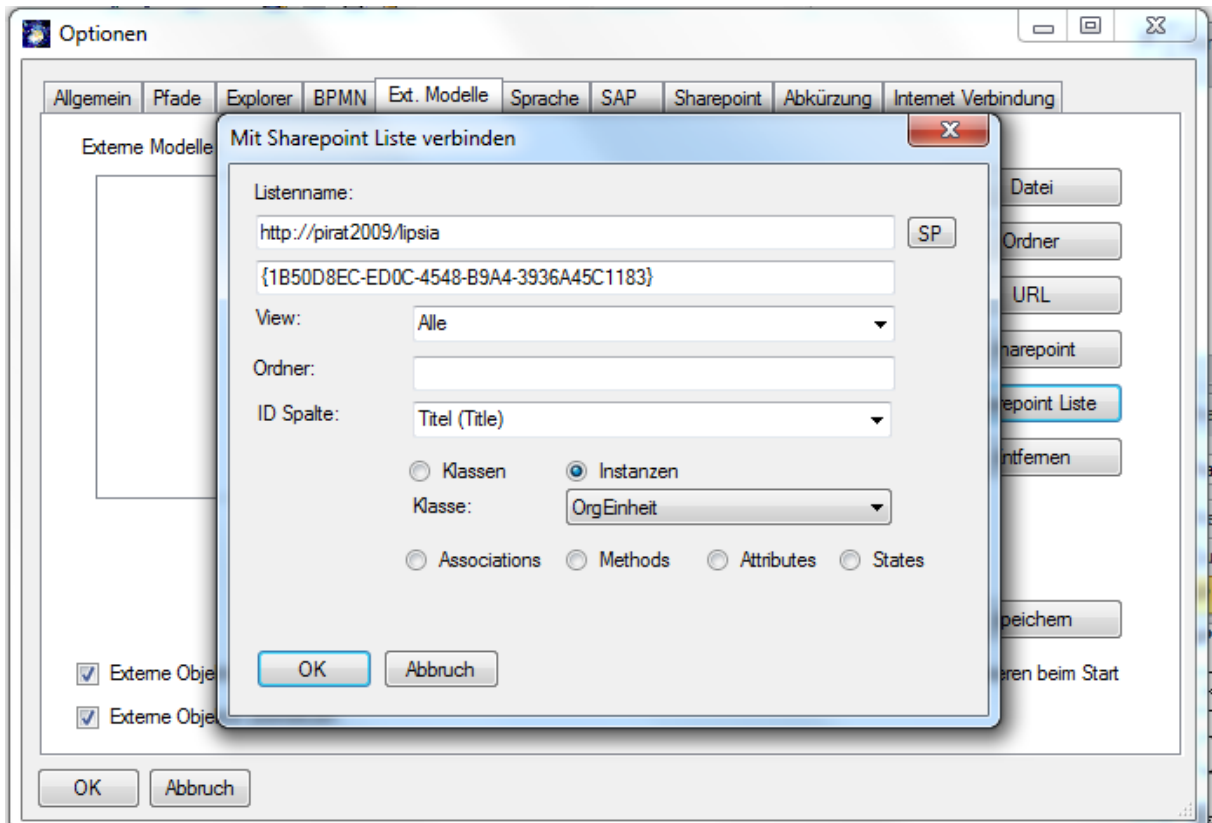 Optionen
Allgemein Pfade Explorer BPMN Ext. Modelle Sprache SAP Sharepoint Abkürzung Internet Verbindung
Externe Modelle
Mit Sharepoint Liste verbinden
Listenname:
http://pirat2009/lipsia SP
{1B50D8EC-ED0C-4548-B9A4-3936A45C1183}
View: Alle
Ordner:
ID Spalte: Titel (Title)
Klassen Instanzen
Klasse: OrgEinheit
Associations Methods Attributes States
OK Abbruch
Datei
Ordner
URL
harepoint
repoint Liste
ntfernen
peichern
Externe Obje
eren beim Start
Externe Obje
OK Abbruch